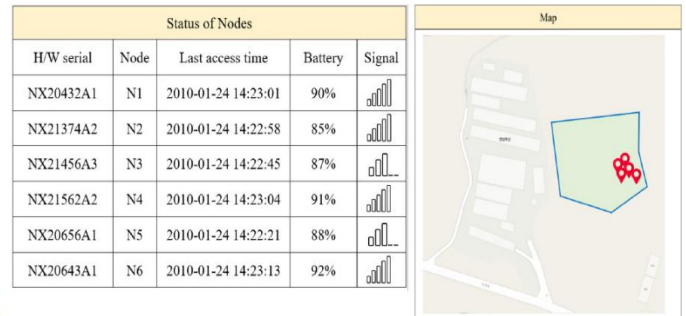 Status of Nodes
H/W serial Node Last access time Battery Signal
NX20432A1 N1 2010-01-24 14:23:01 90%
NX21374A2 N2 2010-01-24 14:22:58 85%
NX21456A3 N3 2010-01-24 14:22:45 87%
NX21562A2 N4 2010-01-24 14:23:04 91%
NX20656A1 N5 2010-01-24 14:22:21 88%
NX20643A1 N6 2010-01-24 14:23:13 92%
Map